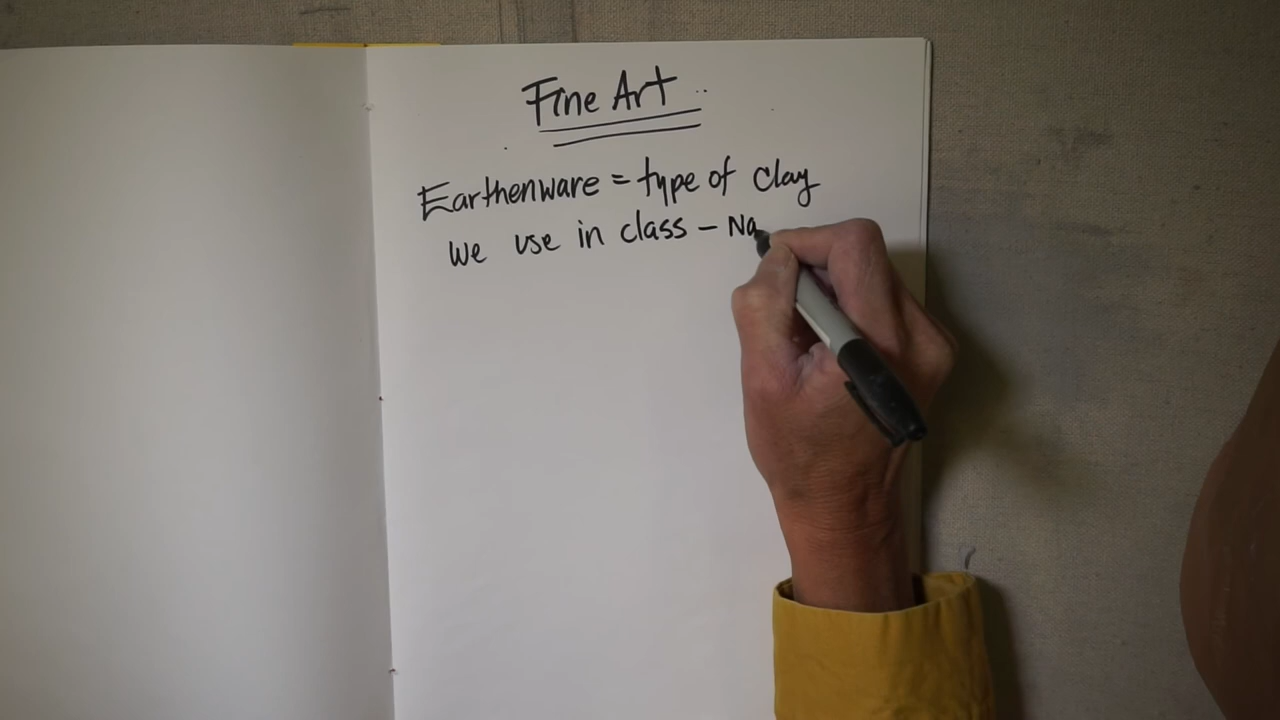 Fine Art
Earthenware = type of clay
we use in class – Na